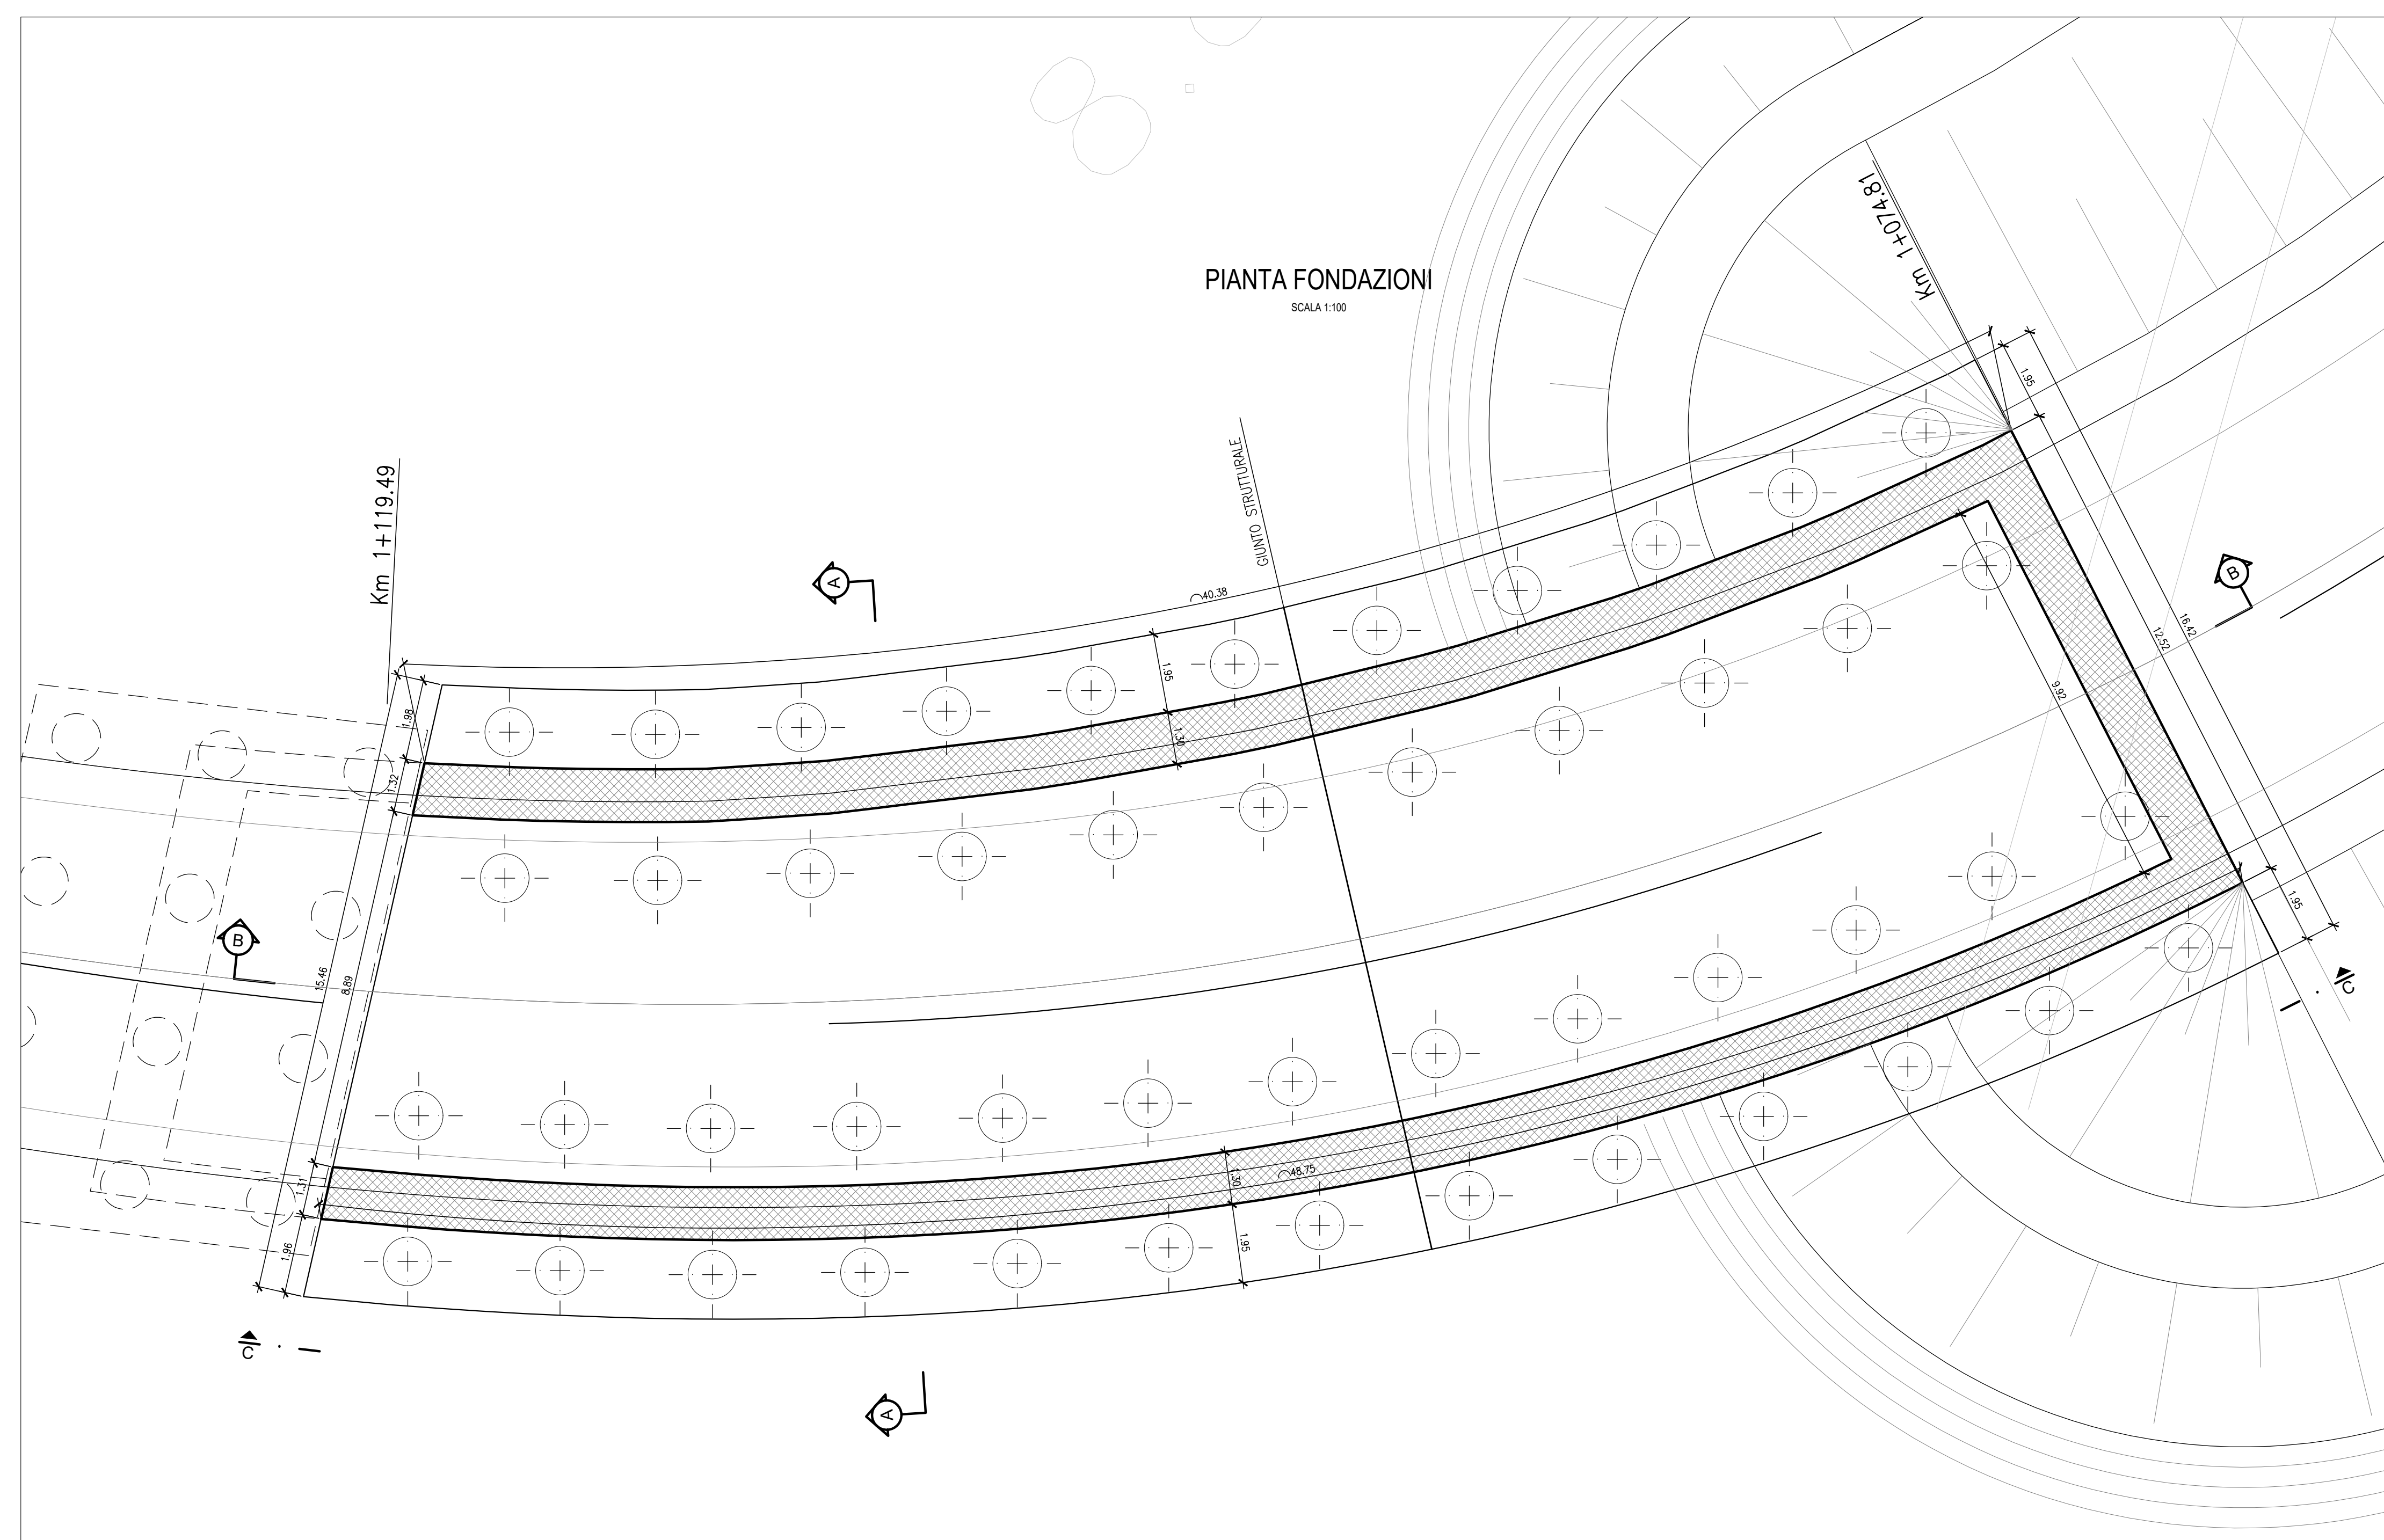 Km 1+074.81
PIANTA FONDAZIONI
SCALA 1:100
1.95
GIUNTO STRUTTURALE
Km 1+119.49
A
B
40.38
16.42
12.52
1.95
9.92
1.98
1.30
1.32
1.95
B
15.46
8.89
C
1.31
1.30
48.75
1.96
1.95
C
A